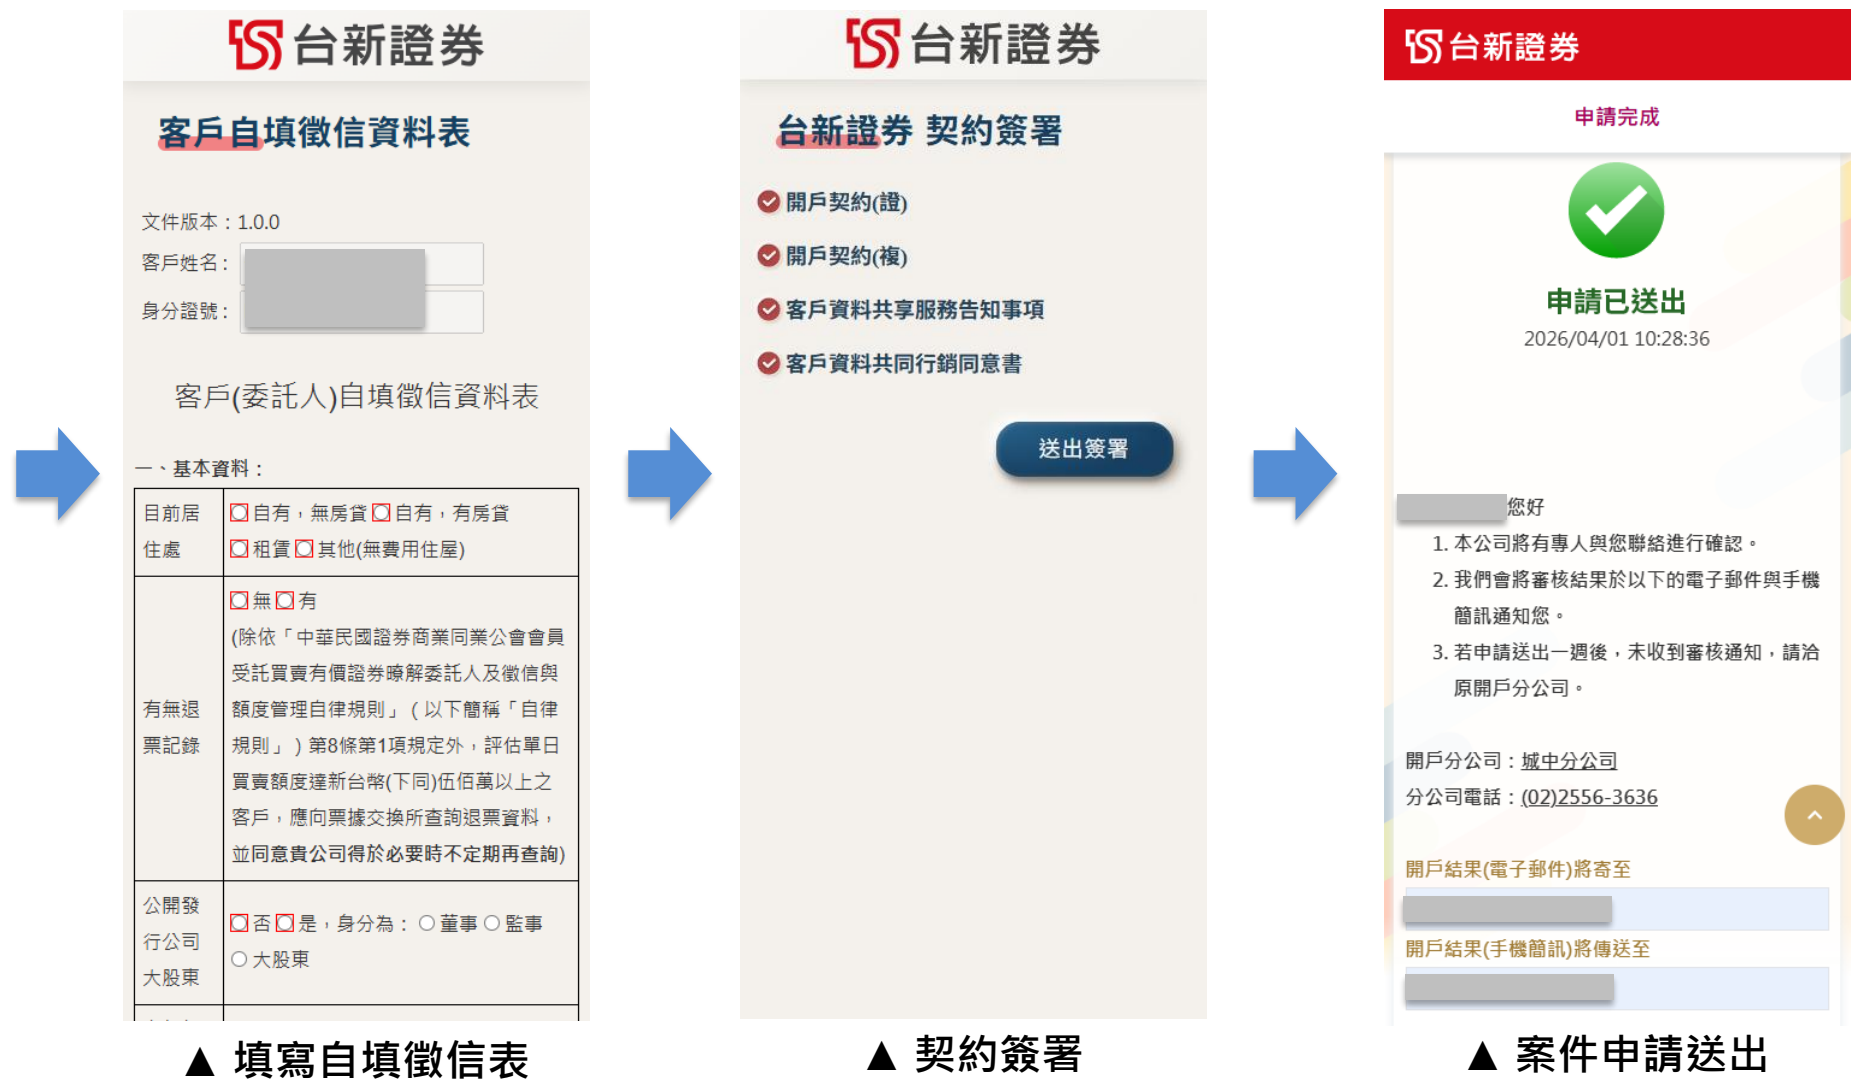 台新證券
客戶自填徵信資料表
文件版本：1.0.0
客戶姓名：
身分證號：
客戶(委託人)自填徵信資料表
一、基本資料：
目前居住處
自有，無房貸 自有，有房貸
租賃 其他(無費用住屋)
有無退票記錄
無 有
(除依「中華民國證券商業同業公會會員
受託買賣有價證券瞭解委託人及徵信與
額度管理自律規則」（以下簡稱「自律
規則」）第8條第1項規定外，評估單日
買賣額度達新台幣(下同)伍佰萬以上之
客戶，應向票據交換所查詢退票資料，
並同意貴公司得於必要時不定期再查詢)
公開發行公司大股東
否 是，身分為： 董事 監事
大股東
▲ 填寫自填徵信表
台新證券
台新證券 契約簽署
開戶契約(證)
開戶契約(複)
客戶資料共享服務告知事項
客戶資料共同行銷同意書
送出簽署
▲ 契約簽署
台新證券
申請完成
申請已送出
2026/04/01 10:28:36
您好
1. 本公司將有專人與您聯絡進行確認。
2. 我們會將審核結果於以下的電子郵件與手機
簡訊通知您。
3. 若申請送出一週後，未收到審核通知，請洽
原開戶分公司。
開戶分公司：城中分公司
分公司電話：(02)2556-3636
開戶結果(電子郵件)將寄至
開戶結果(手機簡訊)將傳送至
▲ 案件申請送出